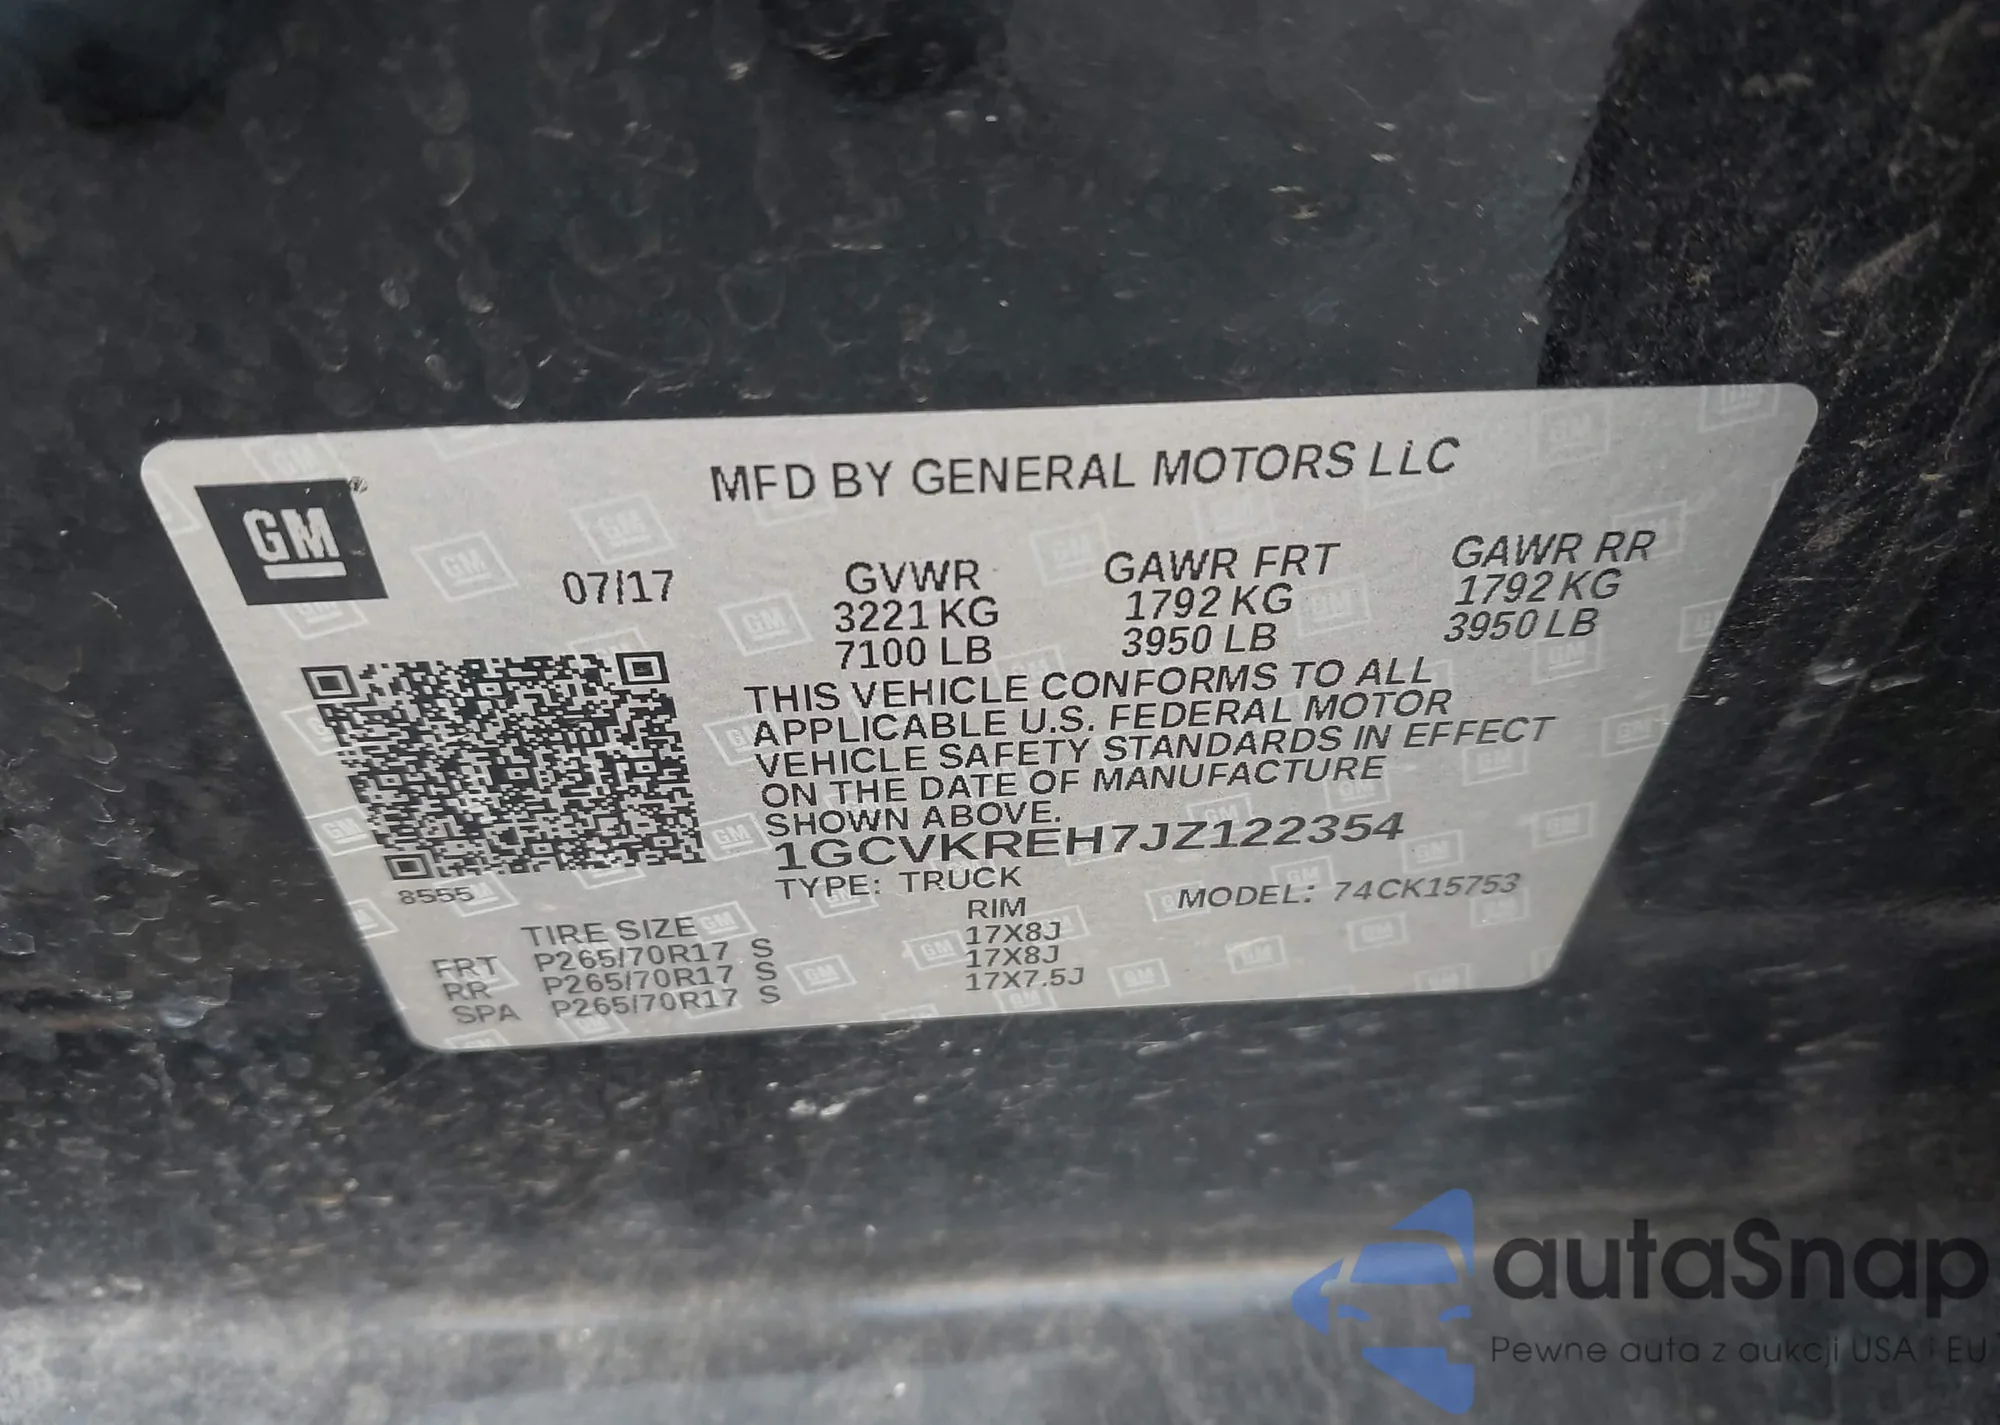 MFD BY GENERAL MOTORS LLC
GM
®
07/17
GVWR GAWR FRT GAWR RR
3221 KG 1792 KG 1792 KG
7100 LB 3950 LB 3950 LB
THIS VEHICLE CONFORMS TO ALL
APPLICABLE U.S. FEDERAL MOTOR
VEHICLE SAFETY STANDARDS IN EFFECT
ON THE DATE OF MANUFACTURE
SHOWN ABOVE.
1GCVKREH7JZ122354
8555
TYPE: TRUCK MODEL: 74CK15753
TIRE SIZE RIM
FRT P265/70R17 S 17X8J
RR P265/70R17 S 17X8J
SPA P265/70R17 S 17X7.5J
autaSnap
Pewne auta z aukcji USA i EU